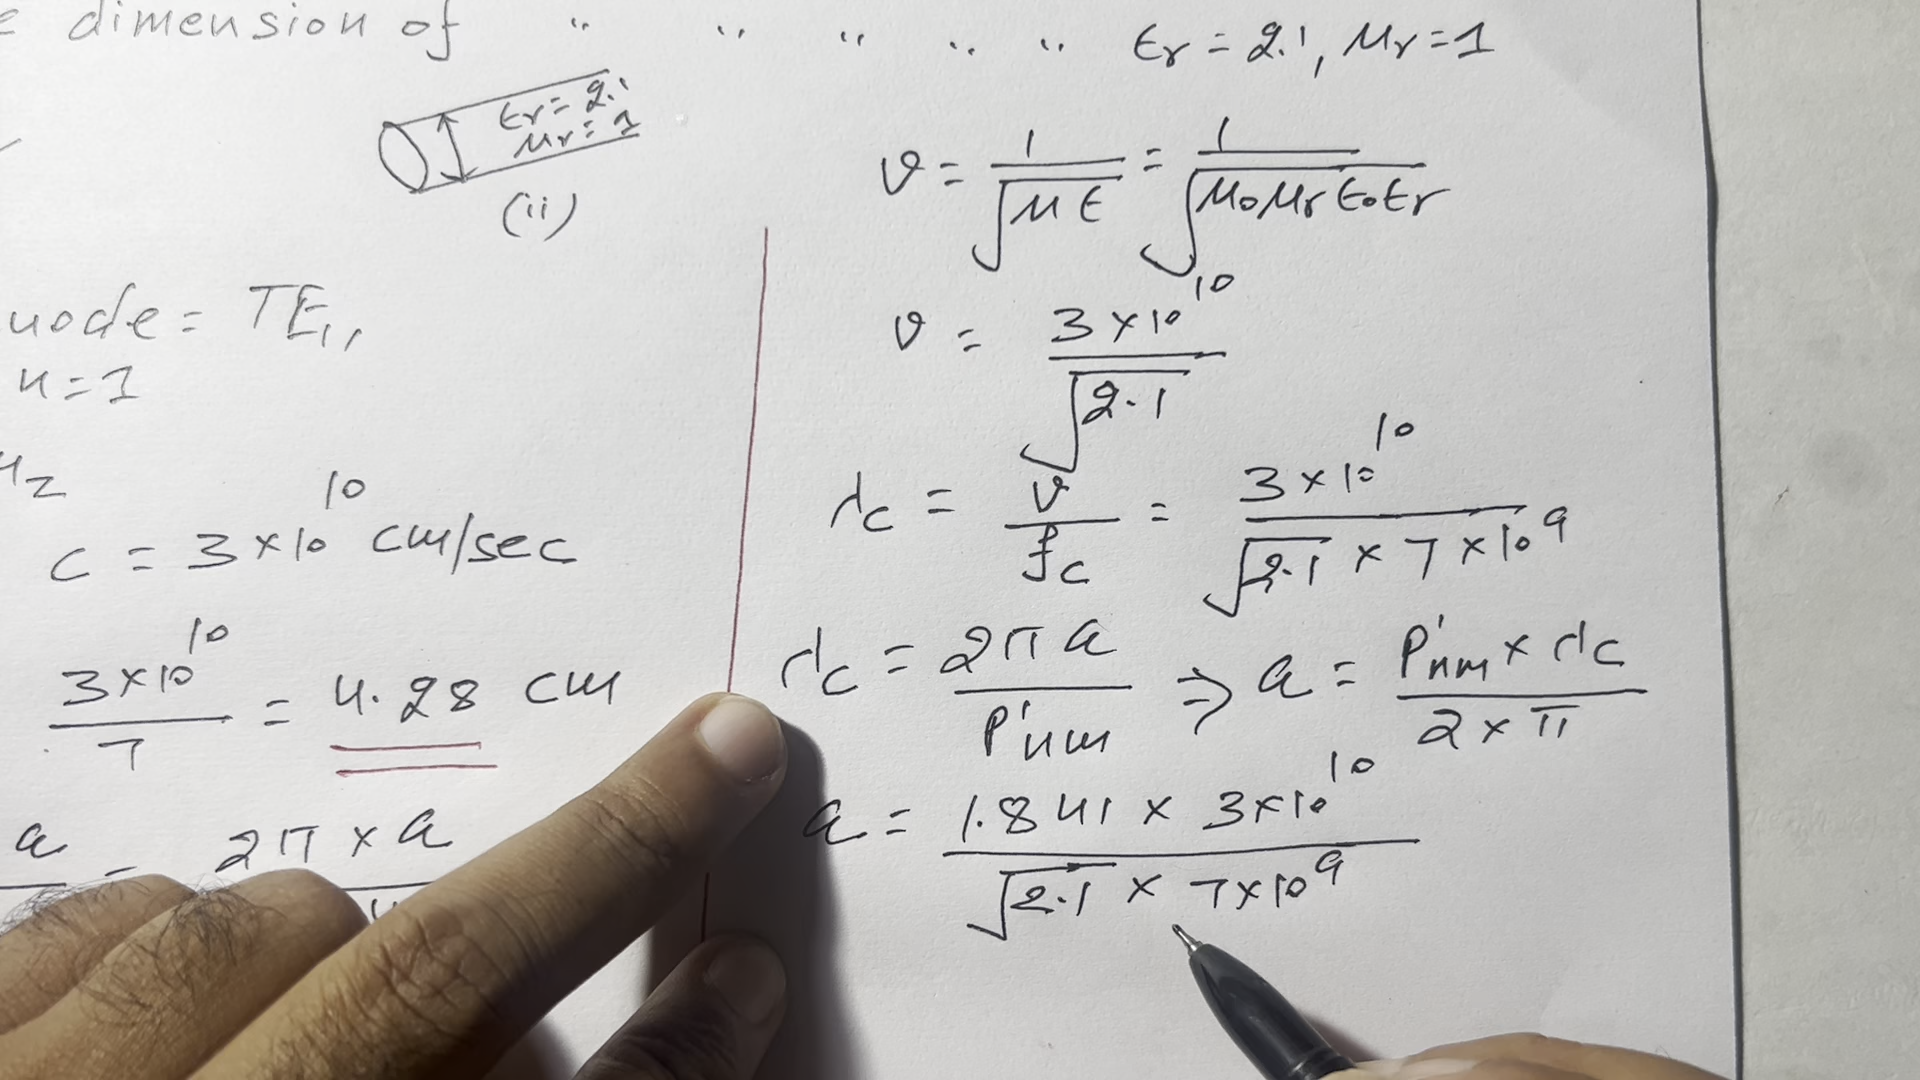 dimension of " " " " " ϵr = 2.1, μr = 1
ϵr = 2.1
μr = 1
(ii)
mode = TE11
n = 1
Hz
c = 3×10^10 cm/sec
3×10^10 / 7 = 4.28 cm
a = 2π × a
v = 1/√(μϵ) = 1/√(μ0μrϵ0ϵr)
v = 3×10^10 / √2.1
λc = v/fc = 3×10^10 / (√2.1 × 7×10^9)
λc = 2πa / P'nm ⇒ a = P'nm × λc / (2×π)
a = 1.841 × 3×10^10 / (√2.1 × 7×10^9)